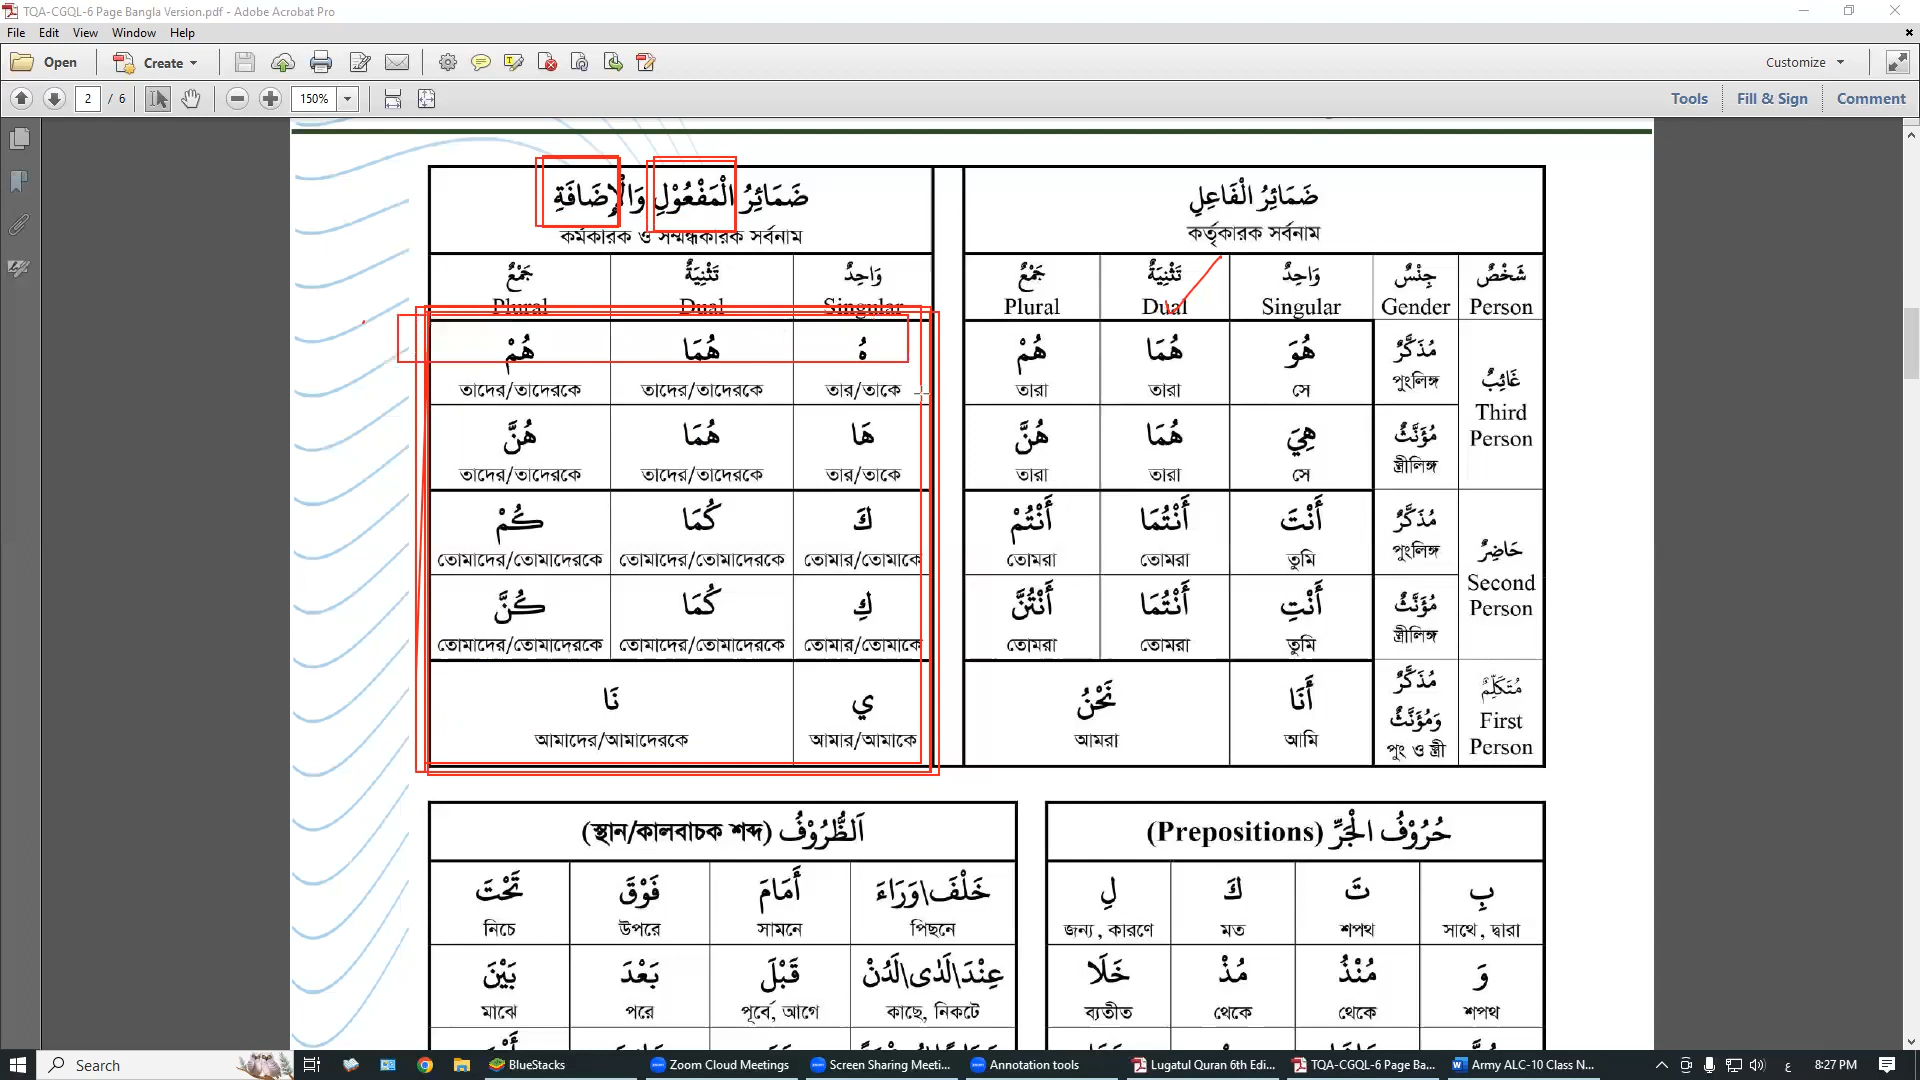 TQA-CGQL-6 Page Bangla Version.pdf - Adobe Acrobat Pro
File Edit View Window Help
Open Create Customize
2 / 6 150% Tools Fill & Sign Comment
ضَمَائِرُ الْفَاعِلِ
কর্তৃকারক সর্বনাম
شَخْصٌ جِنْسٌ وَاحِدٌ تَثْنِيَةٌ جَمْعٌ
Plural Dual Singular Gender Person
غَائِبٌ
Third
Person
مُذَكَّرٌ
পুংলিঙ্গ
هُوَ هُمَا هُمْ
তারা তারা সে
مُؤَنَّثٌ
স্ত্রীলিঙ্গ
هِيَ هُمَا هُنَّ
তারা তারা সে
حَاضِرٌ
Second
Person
مُذَكَّرٌ
পুংলিঙ্গ
أَنْتَ أَنْتُمَا أَنْتُمْ
তোমরা তোমরা তুমি
مُؤَنَّثٌ
স্ত্রীলিঙ্গ
أَنْتِ أَنْتُمَا أَنْتُنَّ
তোমরা তোমরা তুমি
مُتَكَلِّمٌ
First
Person
مُذَكَّرٌ
وَمُؤَنَّثٌ
পুং ও স্ত্রী
أَنَا نَحْنُ
আমরা আমি
ضَمَائِرُ الْمَفْعُوْلِ وَالْإِضَافَةِ
কর্মকারক ও সম্মন্ধকারক সর্বনাম
وَاحِدٌ تَثْنِيَةٌ جَمْعٌ
Plural Dual Singular
هُ هُمَا هُمْ
তাদের/তাদেরকে তাদের/তাদেরকে তার/তাকে
هَا هُمَا هُنَّ
তাদের/তাদেরকে তাদের/তাদেরকে তার/তাকে
كَ كُمَا كُمْ
তোমাদের/তোমাদেরকে তোমাদের/তোমাদেরকে তোমার/তোমাকে
كِ كُمَا كُنَّ
তোমাদের/তোমাদেরকে তোমাদের/তোমাদেরকে তোমার/তোমাকে
ي نَا
আমাদের/আমাদেরকে আমার/আমাকে
حُرُوْفُ الْجَرِّ (Prepositions)
بِ تَ كَ لِ
জন্য, কারণে মত শপথ সাথে, দ্বারা
وَ مُنْذُ مُذْ خَلَا
ব্যতীত থেকে থেকে শপথ
اَلظُّرُوْفُ (স্থান/কালবাচক শব্দ)
خَلْفَ\وَرَاءَ أَمَامَ فَوْقَ تَحْتَ
নিচে উপরে সামনে পিছনে
عِنْدَ\لَدٰى\لَدُنْ قَبْلَ بَعْدَ بَيْنَ
মাঝে পরে পূর্বে, আগে কাছে, নিকটে
Search BlueStacks Zoom Cloud Meetings Screen Sharing Meeti... Annotation tools Lugatul Quran 6th Edi... TQA-CGQL-6 Page Ba... Army ALC-10 Class N... ع 8:27 PM